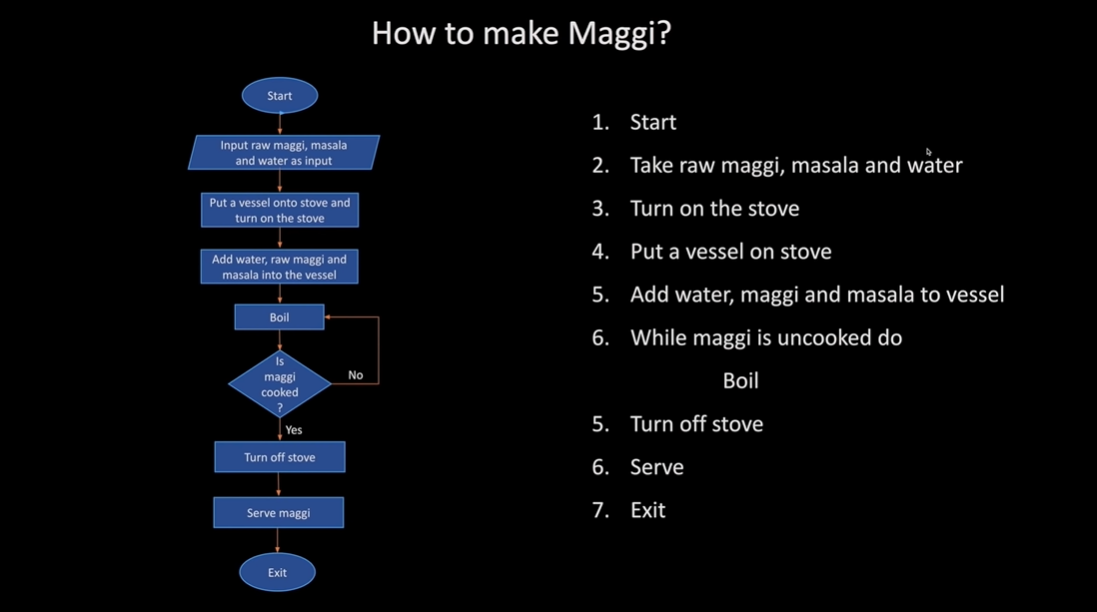 How to make Maggi?
Start
Input raw maggi, masala
and water as input
Put a vessel onto stove and
turn on the stove
Add water, raw maggi and
masala into the vessel
Boil
Is
maggi
cooked
?
No
Yes
Turn off stove
Serve maggi
Exit
1. Start
2. Take raw maggi, masala and water
3. Turn on the stove
4. Put a vessel on stove
5. Add water, maggi and masala to vessel
6. While maggi is uncooked do
Boil
5. Turn off stove
6. Serve
7. Exit